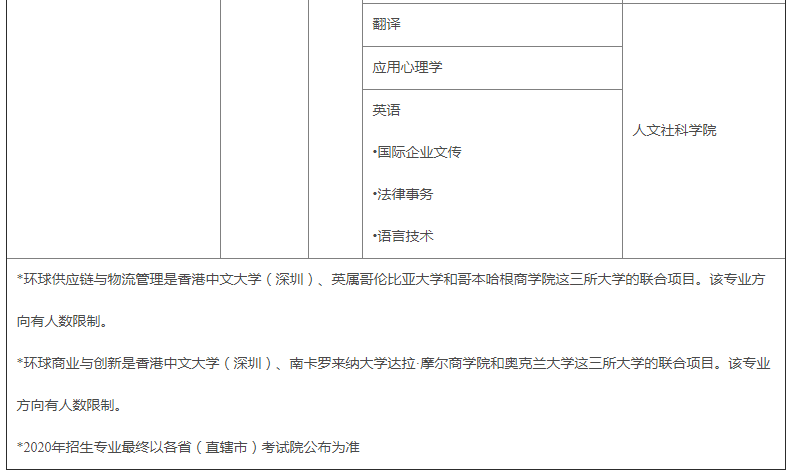 翻译
应用心理学
英语
•国际企业文传
人文社科学院
•法律事务
•语言技术
*环球供应链与物流管理是香港中文大学（深圳）、英属哥伦比亚大学和哥本哈根商学院这三所大学的联合项目。该专业方
向有人数限制。
*环球商业与创新是香港中文大学（深圳）、南卡罗来纳大学达拉·摩尔商学院和奥克兰大学这三所大学的联合项目。该专业
方向有人数限制。
*2020年招生专业最终以各省（直辖市）考试院公布为准